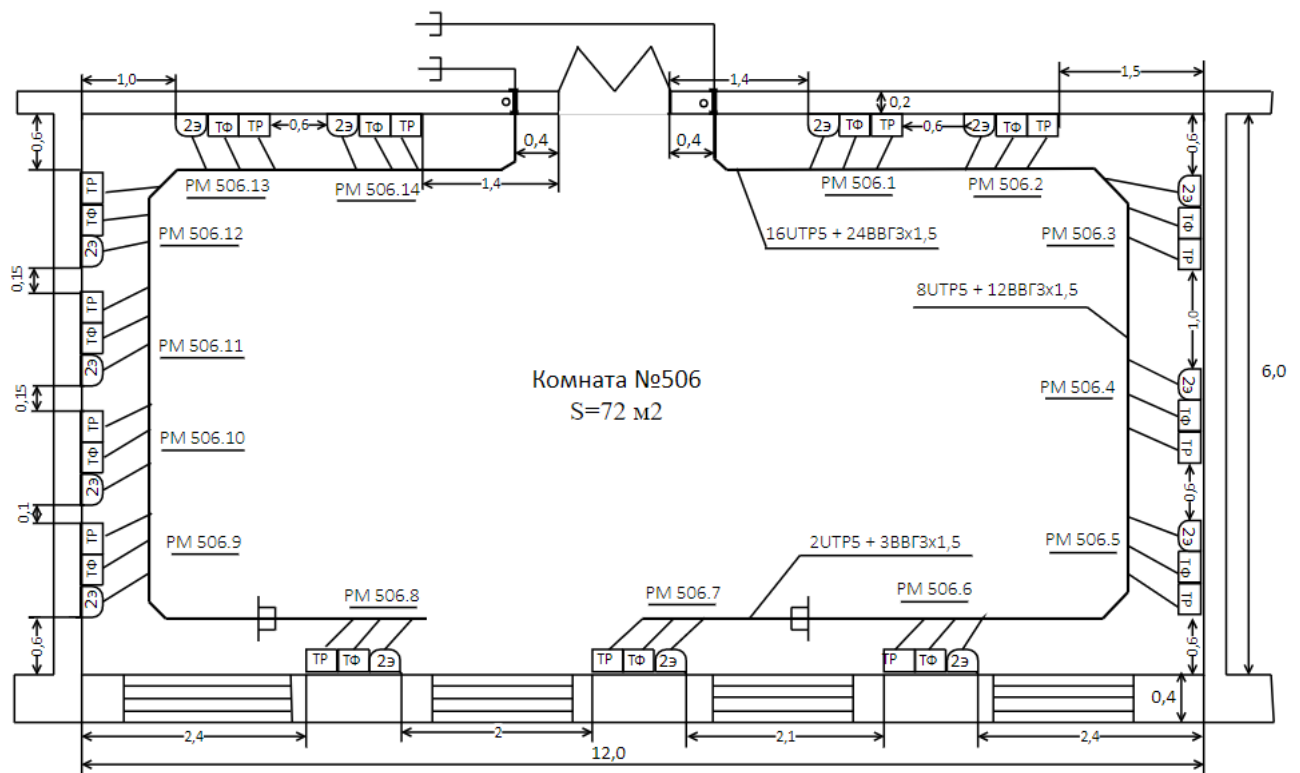 1,0
1,4
1,5
0,2
2Э ТФ ТР 0,6 2Э ТФ ТР
2Э ТФ ТР 0,6 2Э ТФ ТР
0,6
0,4
0,4
0,6
1,4
РМ 506.13
РМ 506.14
РМ 506.1
РМ 506.2
ТР
ТФ
2Э
РМ 506.12
16UTP5 + 24ВВГ3х1,5
РМ 506.3
2Э
ТФ
ТР
0,15
8UTP5 + 12ВВГ3х1,5
1,0
ТР
ТФ
2Э
РМ 506.11
Комната №506
S=72 м2
РМ 506.4
2Э
ТФ
ТР
6,0
0,15
ТР
ТФ
2Э
РМ 506.10
0,6
0,1
ТР
ТФ
2Э
РМ 506.9
2UTP5 + 3ВВГ3х1,5
РМ 506.5
2Э
ТФ
ТР
РМ 506.8
РМ 506.7
РМ 506.6
0,6
0,6
ТР ТФ 2Э
ТР ТФ 2Э
ТР ТФ 2Э
0,4
2,4
2
2,1
2,4
12,0